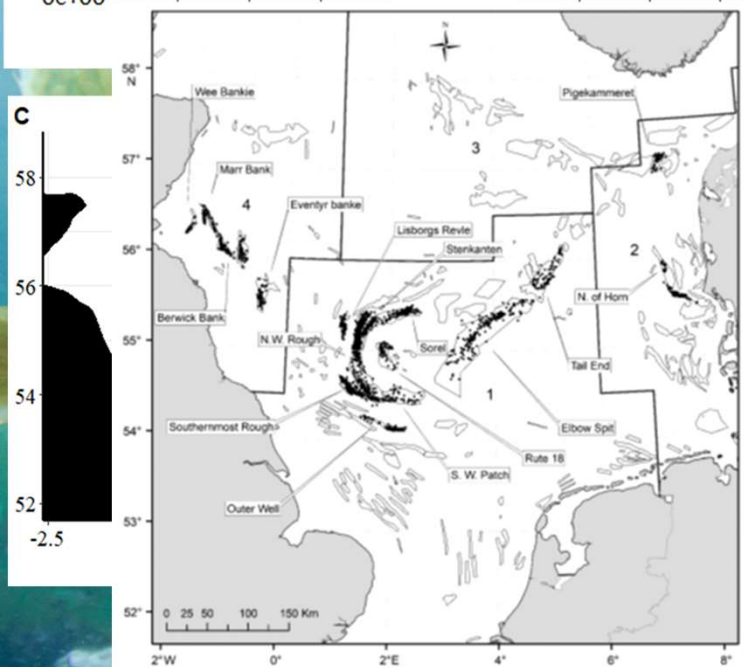 0e+00
C
58
56
54
52
-2.5
N
58°
N
57°
56°
55°
54°
53°
52°
Wee Bankie
Pigekammeret
3
Marr Bank
4
Eventyr banke
Lisborgs Revle
Stenkanten
2
N. of Horn
Berwick Bank
N.W. Rough
Sorel
Tail End
1
Southernmost Rough
Elbow Spit
Rute 18
S. W. Patch
Outer Well
0 25 50 100 150 Km
2°W 0° 2°E 4° 6° 8°